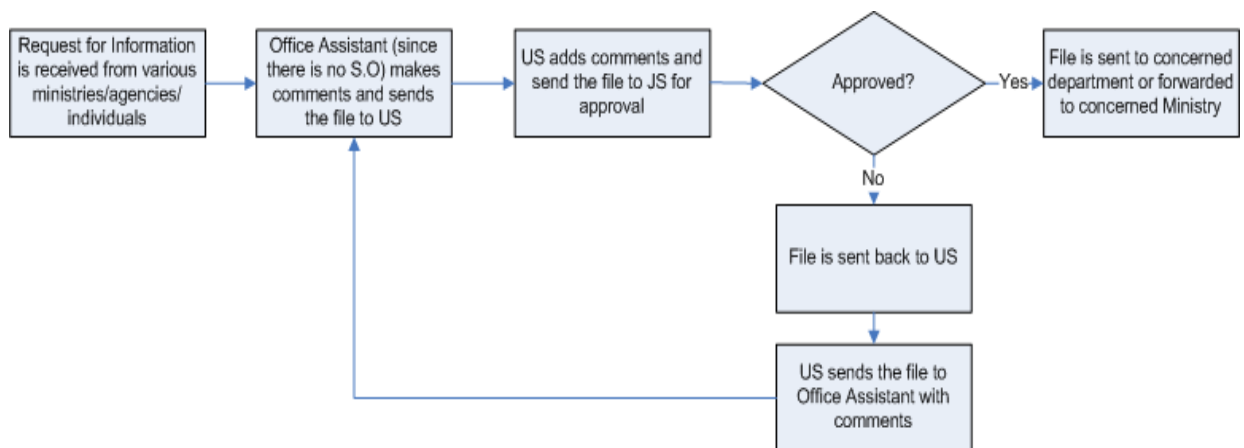 Request for Information
is received from various
ministries/agencies/
individuals
Office Assistant (since
there is no S.O) makes
comments and sends
the file to US
US adds comments and
send the file to JS for
approval
Approved?
Yes
File is sent to concerned
department or forwarded
to concerned Ministry
No
File is sent back to US
US sends the file to
Office Assistant with
comments